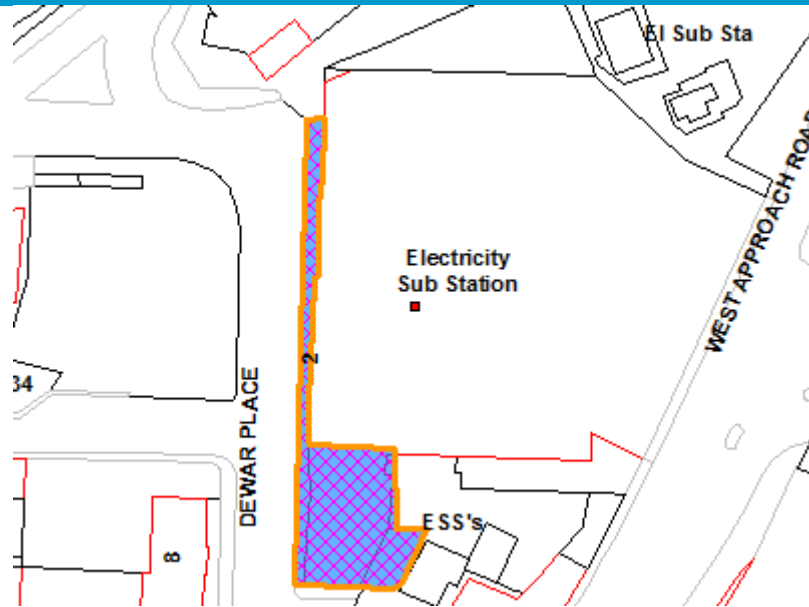 El Sub Sta
WEST APPROACH ROAD
Electricity
Sub Station
2
34
DEWAR PLACE
ESS's
8